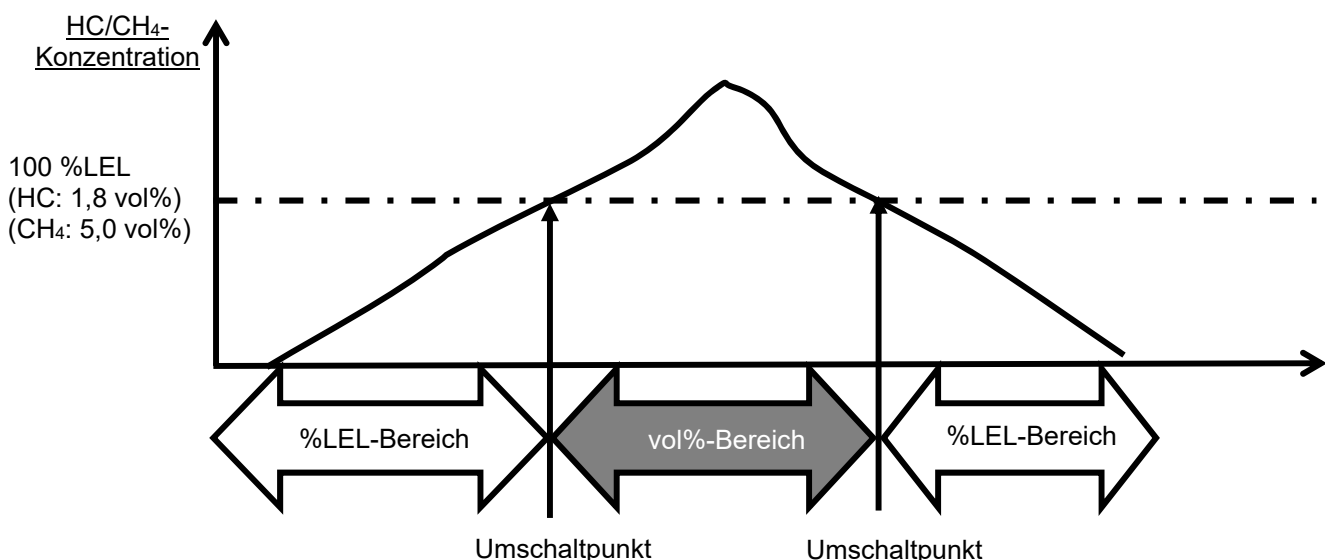 HC/CH₄-
Konzentration
100 %LEL
(HC: 1,8 vol%)
(CH₄: 5,0 vol%)
%LEL-Bereich
vol%-Bereich
%LEL-Bereich
Umschaltpunkt
Umschaltpunkt